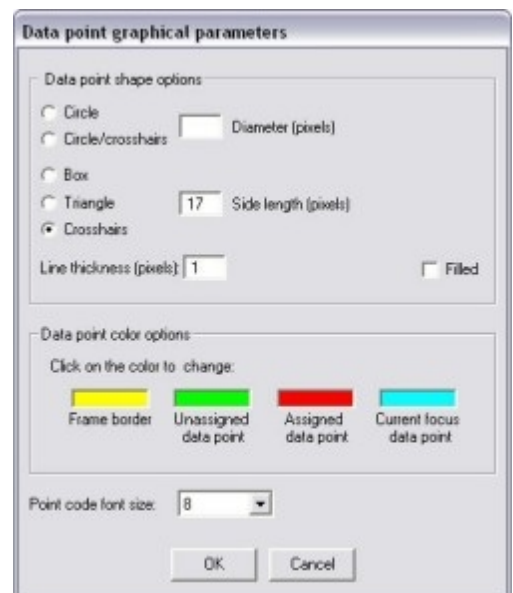 Data point graphical parameters
Data point shape options
Circle
Circle/crosshairs
Diameter (pixels)
Box
Triangle
17 Side length (pixels)
Crosshairs
Line thickness (pixels): 1
Filled
Data point color options
Click on the color to change:
Frame border
Unassigned
data point
Assigned
data point
Current focus
data point
Point code font size: 8
OK
Cancel